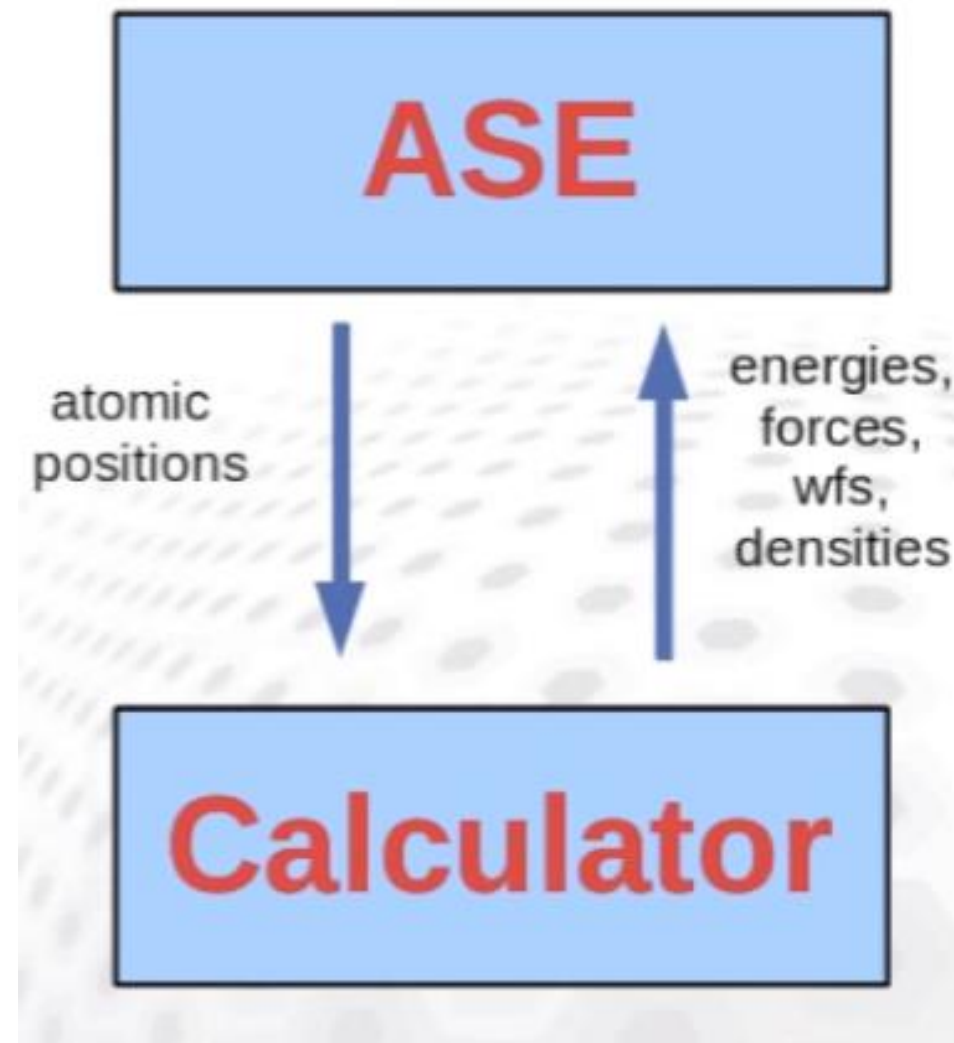 ASE
atomic
positions
energies,
forces,
wfs,
densities
Calculator